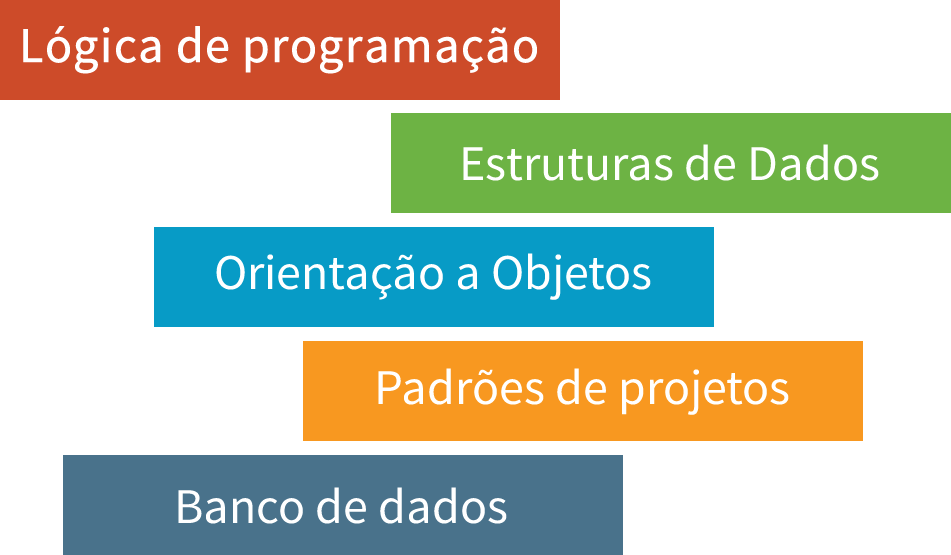 Lógica de programação
Estruturas de Dados
Orientação a Objetos
Padrões de projetos
Banco de dados